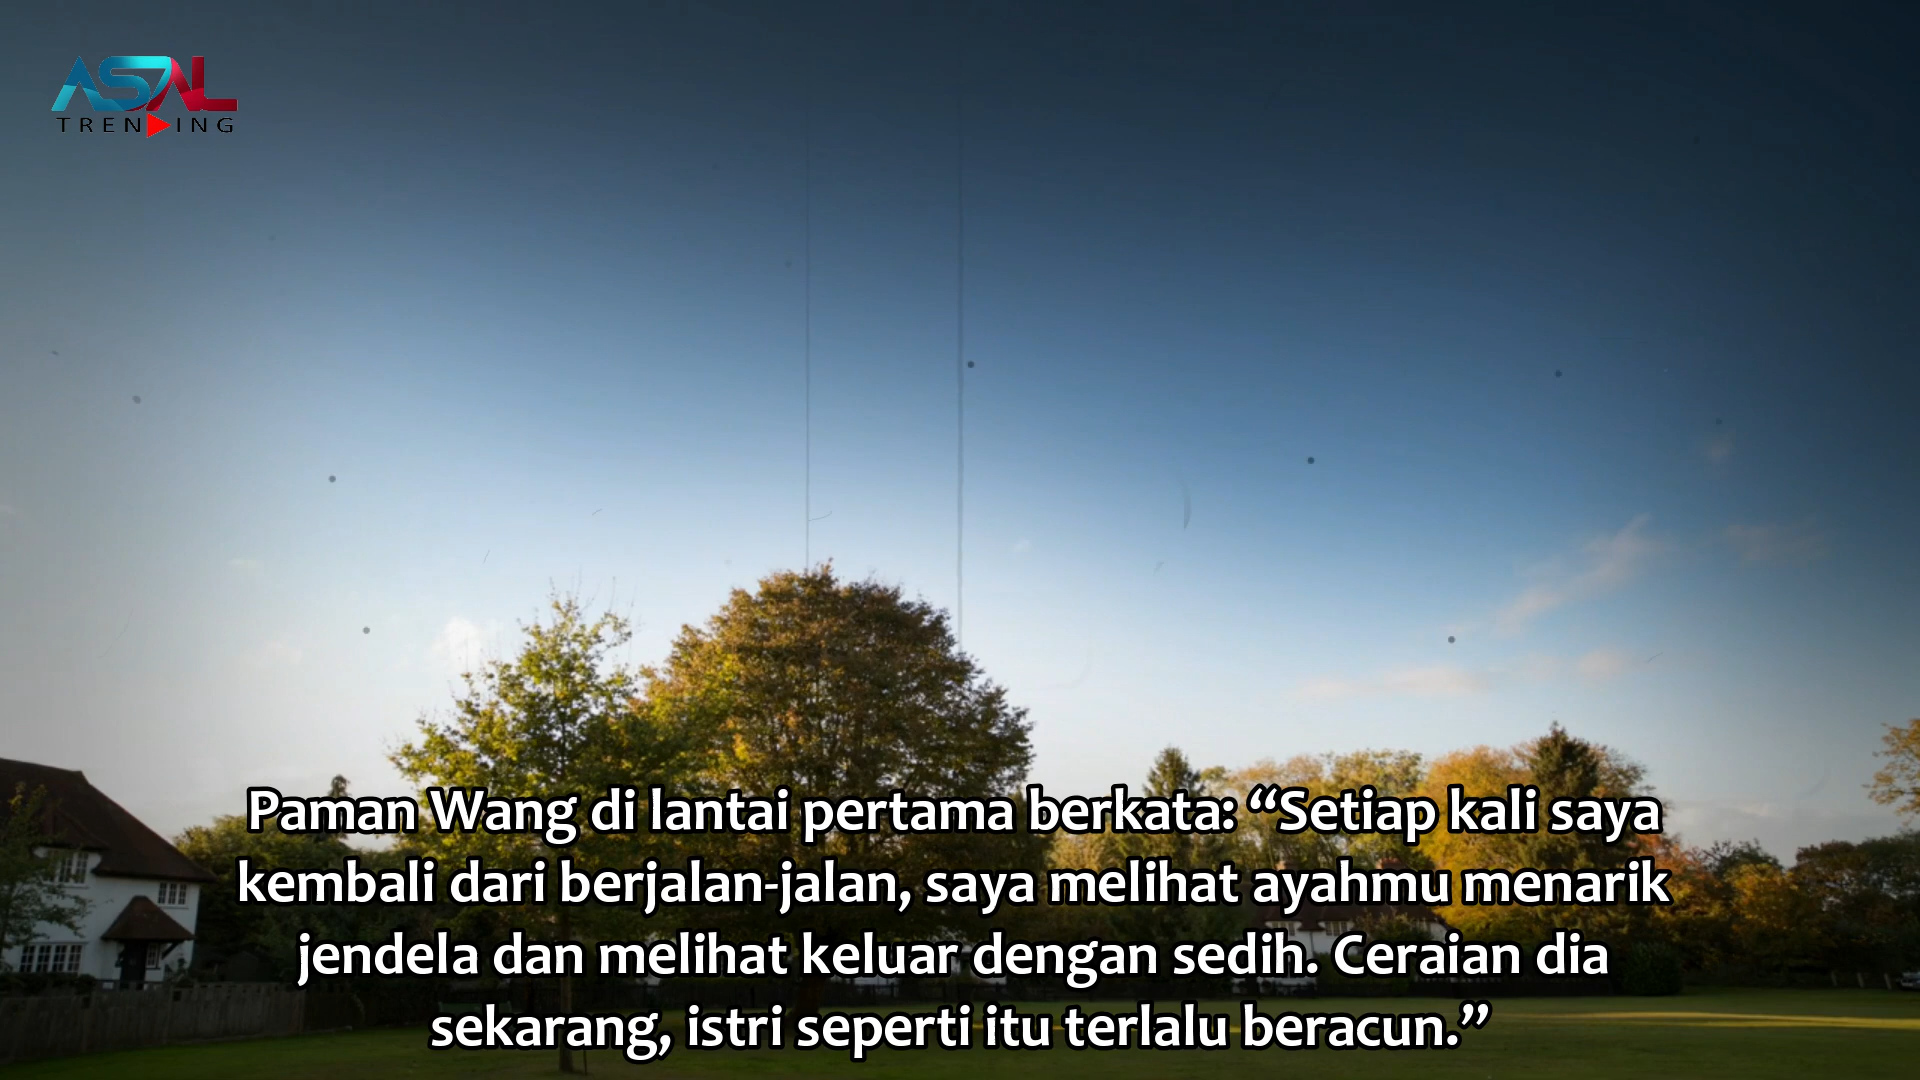 ASAL
TRENDING
Paman Wang di lantai pertama berkata: “Setiap kali saya
kembali dari berjalan-jalan, saya melihat ayahmu menarik
jendela dan melihat keluar dengan sedih. Ceraian dia
sekarang, istri seperti itu terlalu beracun.”